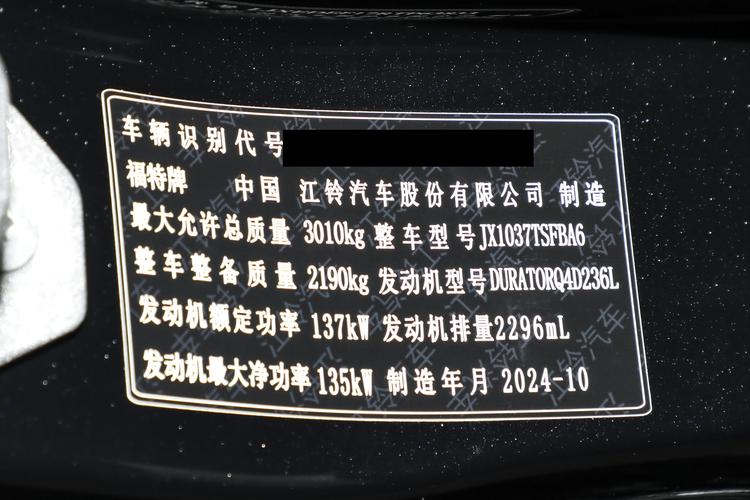 车辆识别代号
福特牌 中国 江铃汽车股份有限公司 制造
最大允许总质量 3010kg 整车型号JX1037TSFBA6
整车整备质量 2190kg 发动机型号DURATORQ4D236L
发动机额定功率 137kW 发动机排量2296mL
发动机最大净功率135kW 制造年月 2024-10